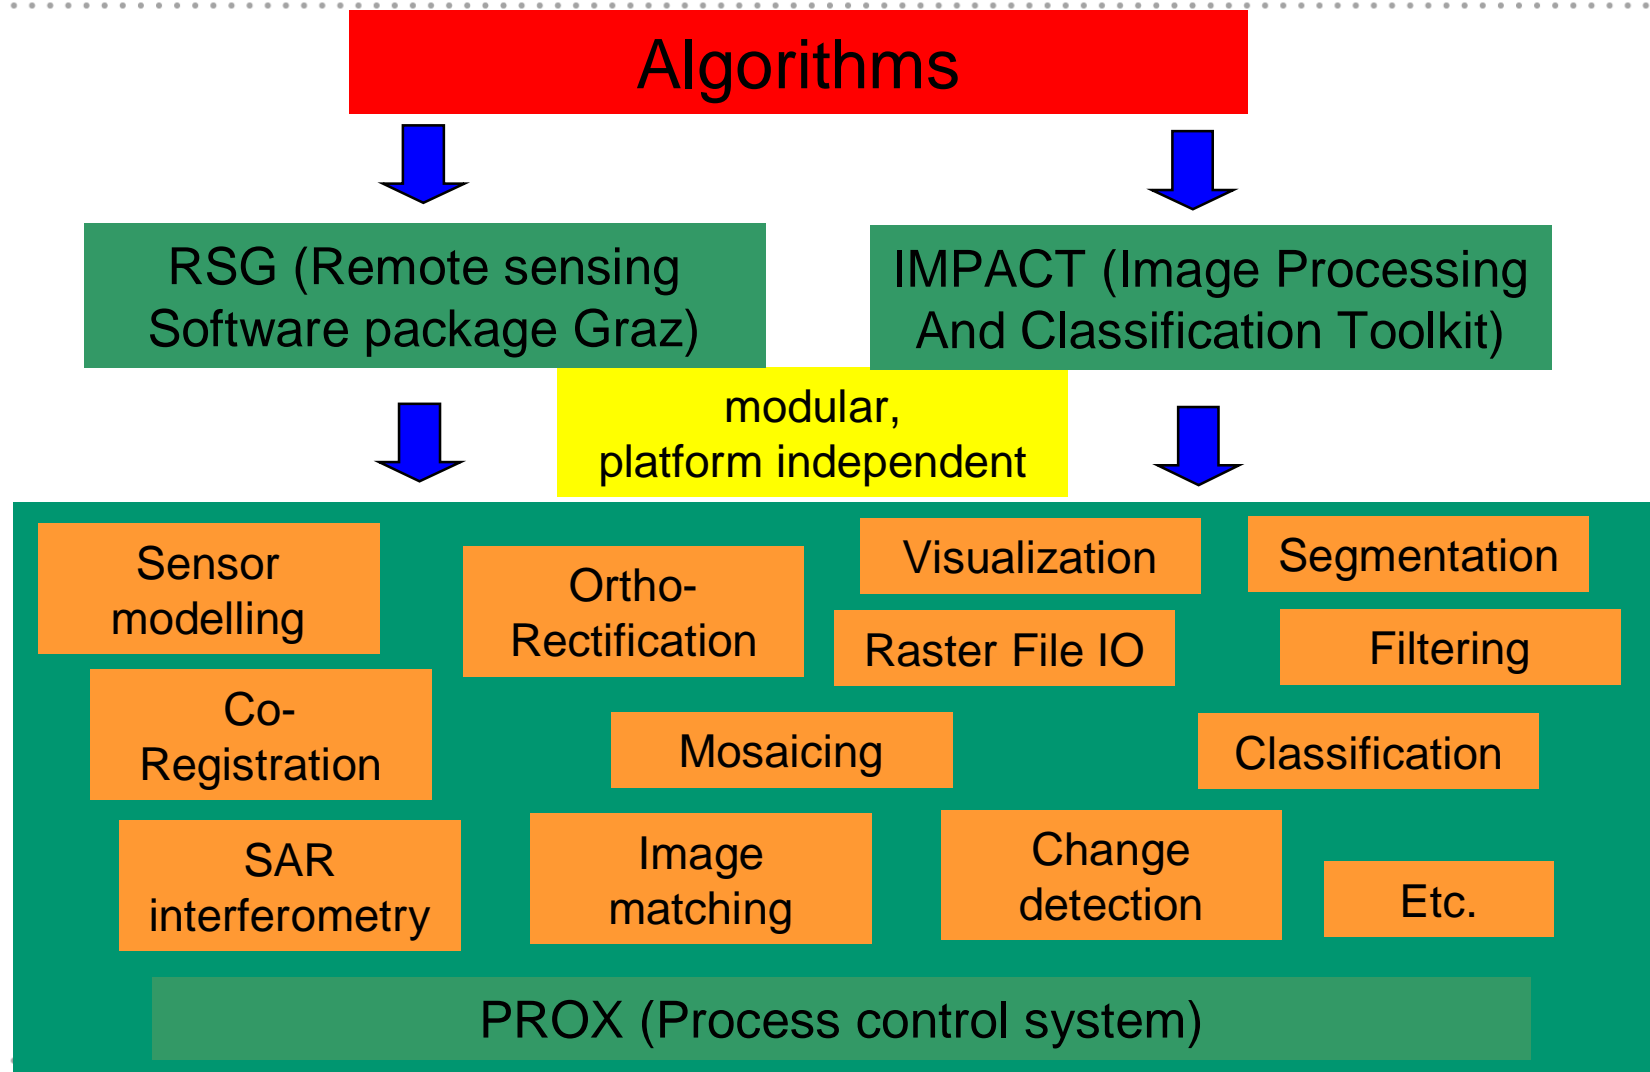 Algorithms
RSG (Remote sensing
Software package Graz)
IMPACT (Image Processing
And Classification Toolkit)
modular,
platform independent
Sensor
modelling
Ortho-
Rectification
Visualization
Segmentation
Raster File IO
Filtering
Co-
Registration
Mosaicing
Classification
SAR
interferometry
Image
matching
Change
detection
Etc.
PROX (Process control system)